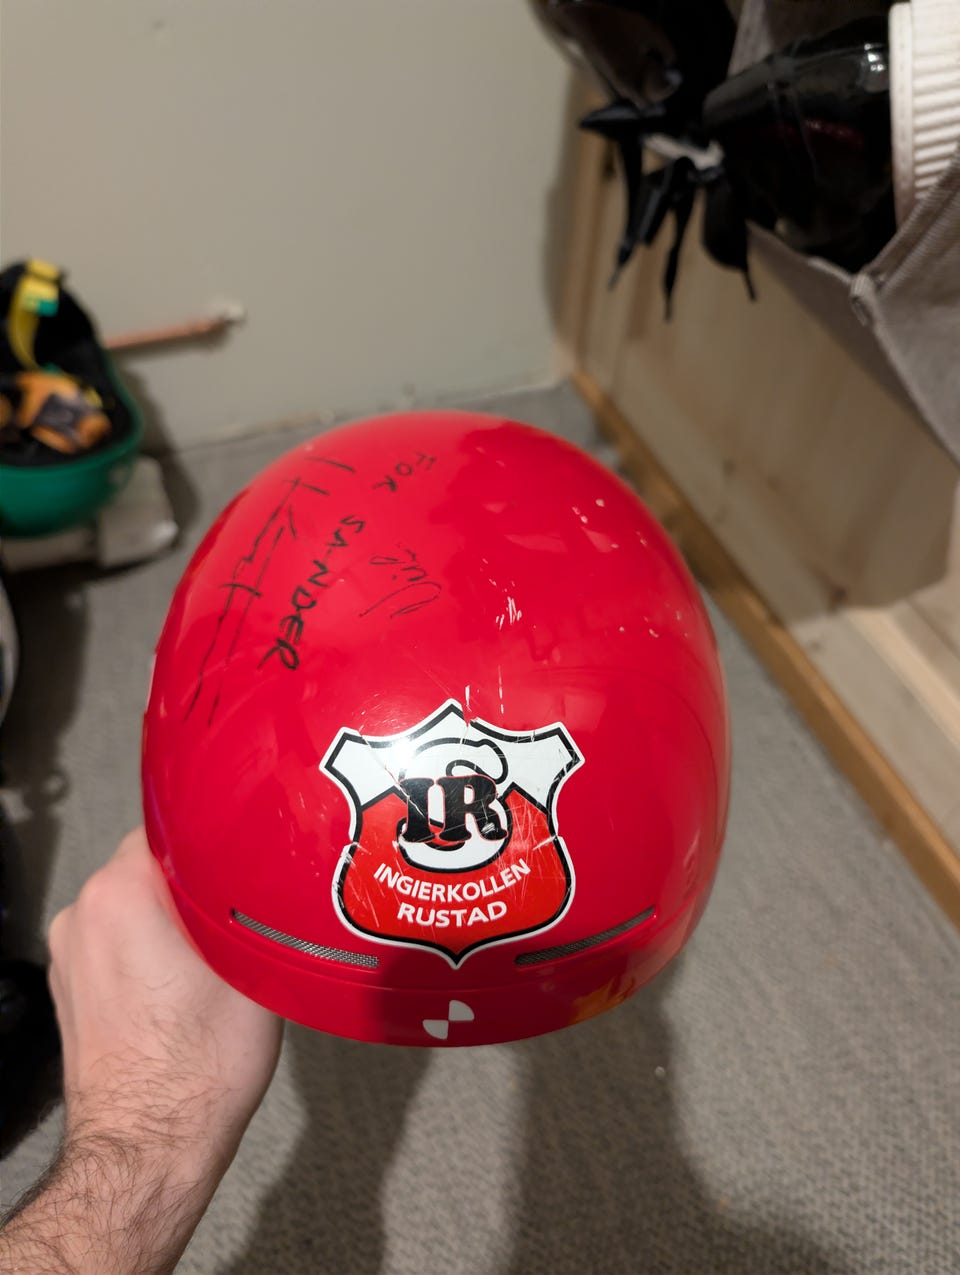 FOR SANDER
IR
INGIERKOLLEN
RUSTAD